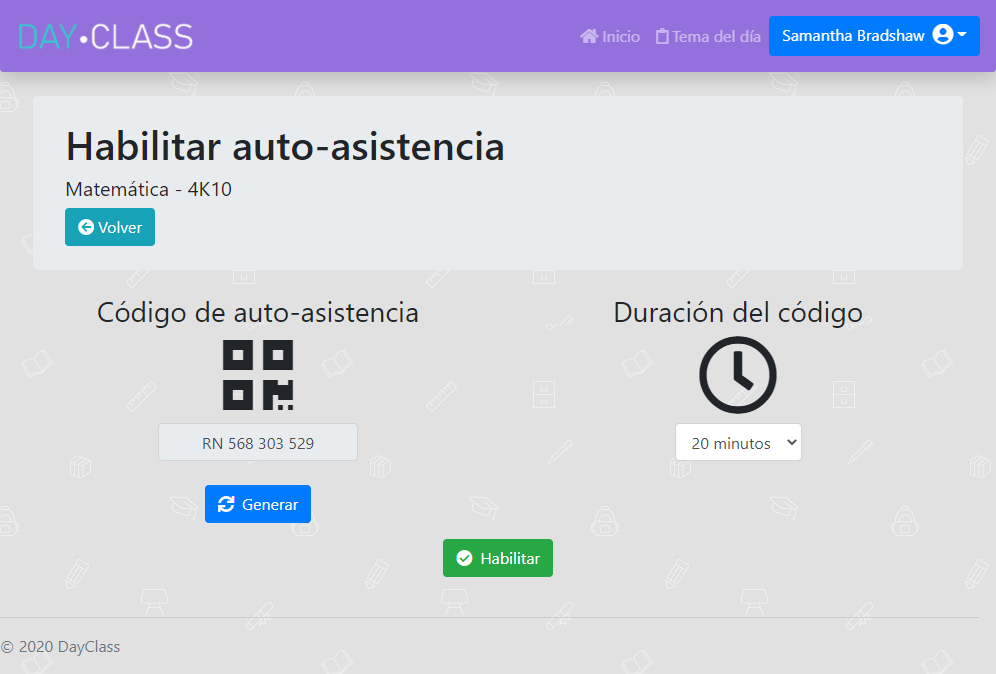 DAY•CLASS
Inicio
Tema del día
Samantha Bradshaw
Habilitar auto-asistencia
Matemática - 4K10
Volver
Código de auto-asistencia
RN 568 303 529
Generar
Duración del código
20 minutos
Habilitar
© 2020 DayClass